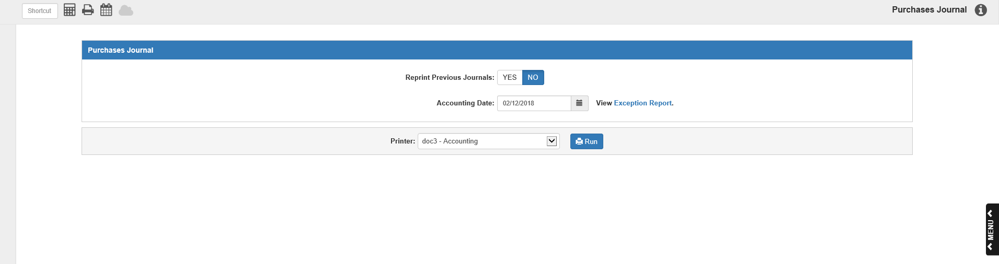 Shortcut
Purchases Journal
Purchases Journal
Reprint Previous Journals: YES NO
Accounting Date: 02/12/2018 View Exception Report.
Printer: doc3 - Accounting Run
MENU